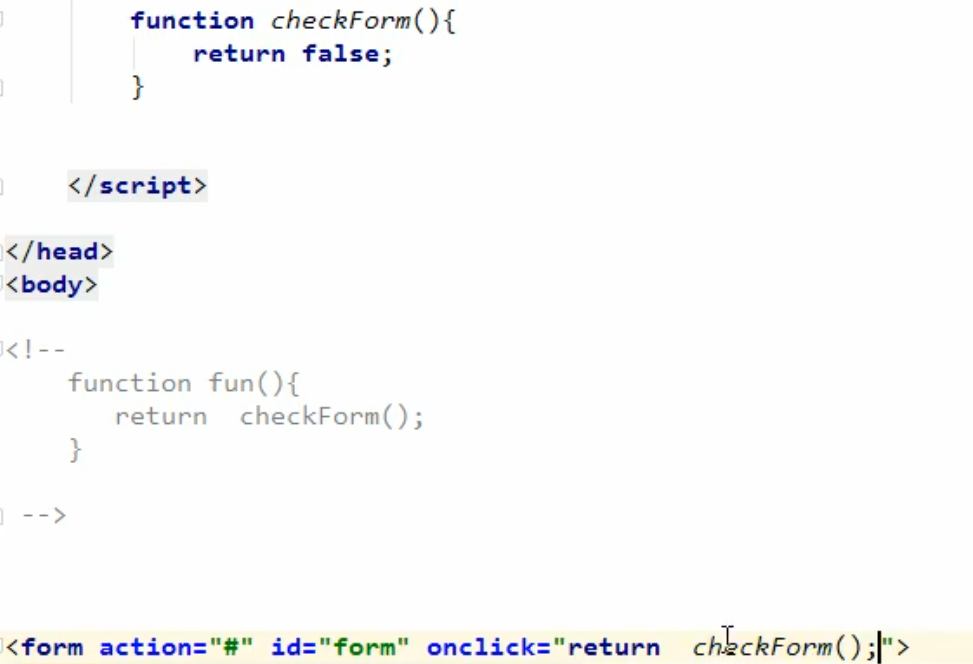 function checkForm(){
return false;
}
</script>
</head>
<body>
<!--
function fun(){
return  checkForm();
}
-->
<form action="#" id="form" onclick="return  checkForm();">